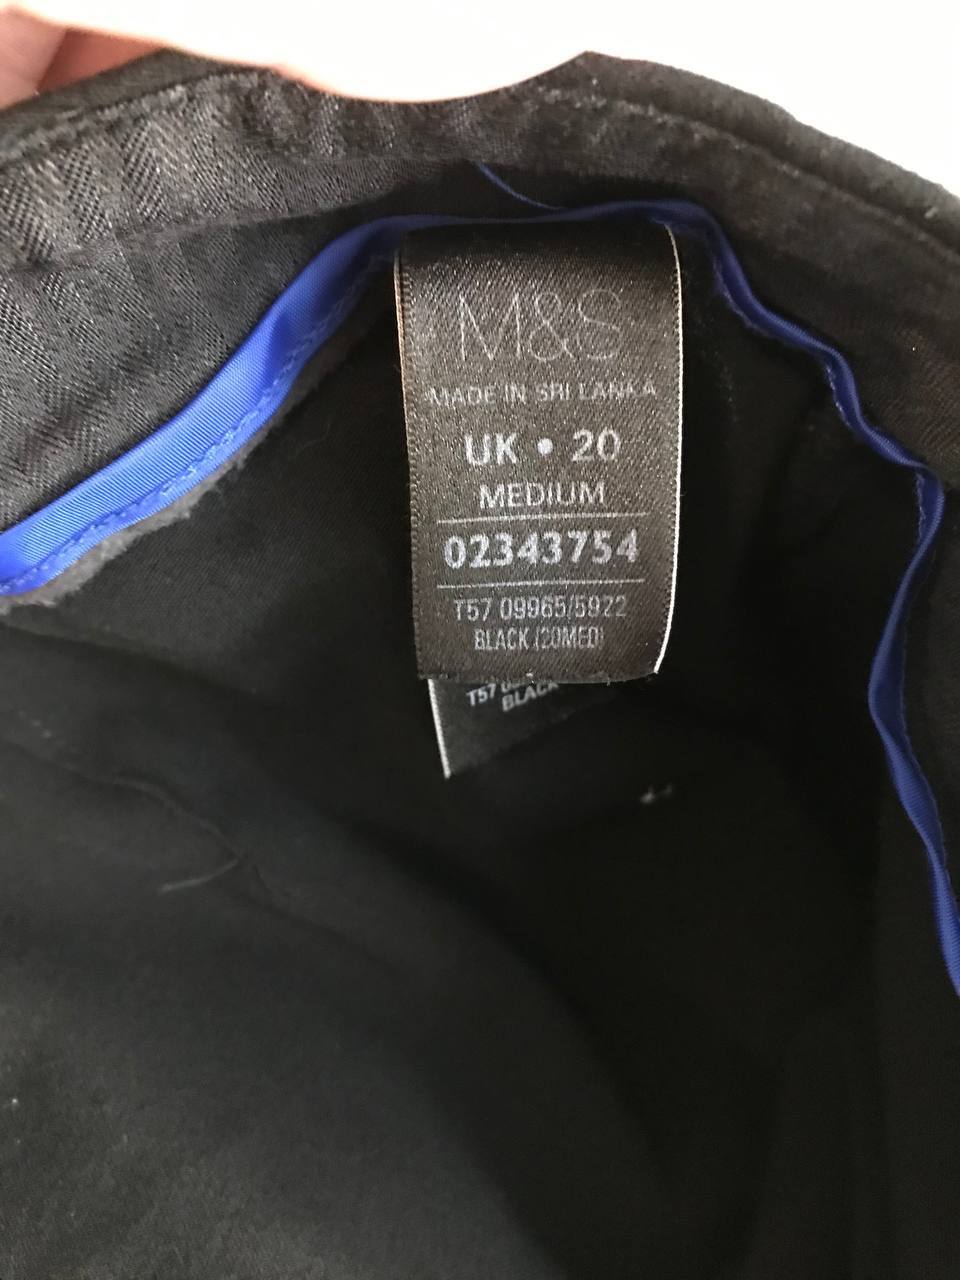 M&S
MADE IN SRI LANKA
UK • 20
MEDIUM
02343754
T57 09965/5922
BLACK (20MED)
T57
BLACK